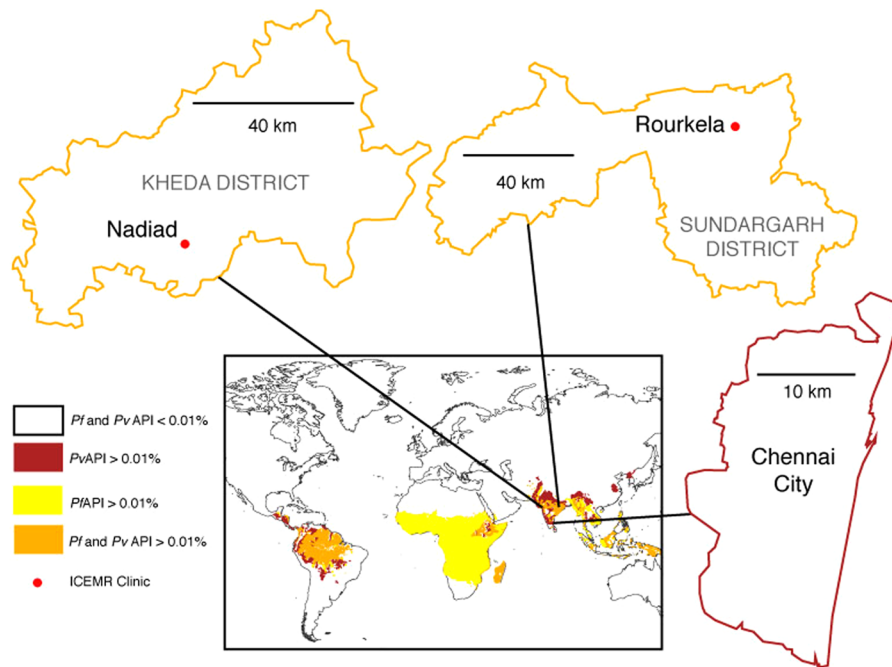 40 km
KHEDA DISTRICT
Nadiad
Rourkela
40 km
SUNDARGARH
DISTRICT
10 km
Chennai
City
Pf and Pv API < 0.01%
PvAPI > 0.01%
PfAPI > 0.01%
Pf and Pv API > 0.01%
ICEMR Clinic